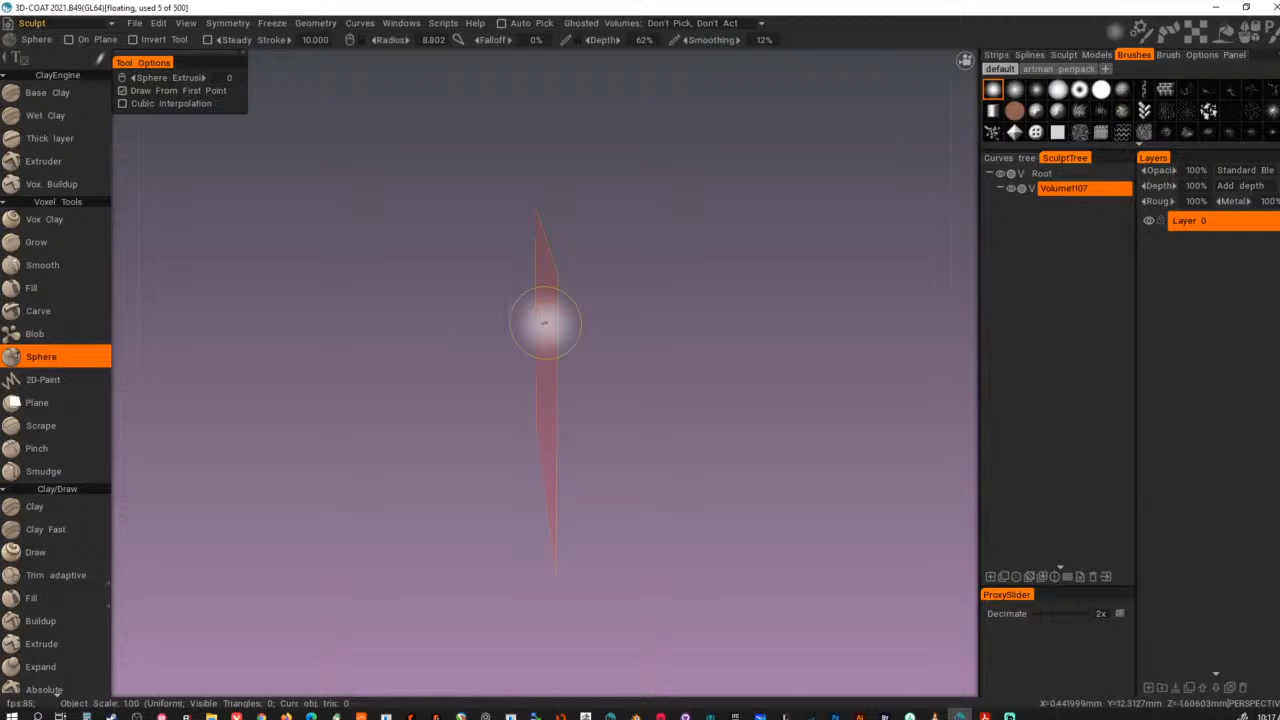 3D-COAT 2021.B49(GL64)[floating, used 5 of 500]
Sculpt File Edit View Symmetry Freeze Geometry Curves Windows Scripts Help Auto Pick Ghosted Volumes: Don't Pick, Don't Act
Sphere On Plane Invert Tool Steady Stroke 10.000 Radius 8.802 Falloff 0% Depth 62% Smoothing 12%
Tool Options
Sphere Extrusi 0
Draw From First Point
Cubic Interpolation
ClayEngine
Base Clay
Wet Clay
Thick layer
Extruder
Vox. Buildup
Voxel Tools
Vox Clay
Grow
Smooth
Fill
Carve
Blob
Sphere
2D-Paint
Plane
Scrape
Pinch
Smudge
Clay/Draw
Clay
Clay Fast
Draw
Trim adaptive
Fill
Buildup
Extrude
Expand
Absolute
Strips Splines Sculpt Models Brushes Brush Options Panel
default artman penpack +
Curves tree SculptTree
V Root
V Volume1107
ProxySlider
Decimate 2x
Layers
Opaci 100% Standard Ble
Depth 100% Add depth
Roug 100% Metal 100%
Layer 0
fps:85; Object Scale: 1.00 (Uniform); Visible Triangles: 0; Curr. obj. tris: 0
X=0.441999mm Y=12.3127mm Z=-1.60603mm[PERSPECTIV
10:12